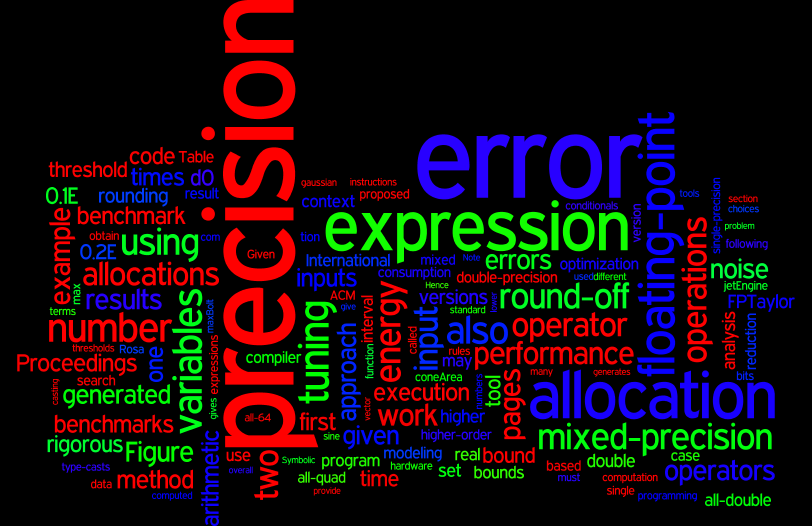 precision
error
expression
allocation
floating-point
mixed-precision
number
round-off
tuning
variables
energy
using
allocations
results
operations
operator
performance
also
input
inputs
errors
noise
work
operators
pages
execution
given
first
two
threshold
code
Table
times
d0
0.1E
rounding
result
benchmark
example
obtain
0.2E
com
tion
Given
gaussian
instructions
context
proposed
conditionals
version
tools
single-precision
section
choices
problem
following
International
mixed
Note
consumption
double-precision
optimization
used
different
jetEngine
FPTaylor
versions
standard
lower
ACM
give
interval
function
called
rules
may
many
generates
analysis
reduction
bits
max
terms
maxBolt
Proceedings
thresholds
Rosa
one
expressions
search
casting
generated
gives
compiler
approach
vector
coneArea
numbers
tool
higher
benchmarks
all-64
rigorous
Figure
arithmetic
use
sine
higher-order
modeling
real
bound
case
type-casts
overall
Symbolic
program
hardware
set
bounds
based
double
must
computation
data
method
computed
all-quad
time
provide
single
programming
all-double